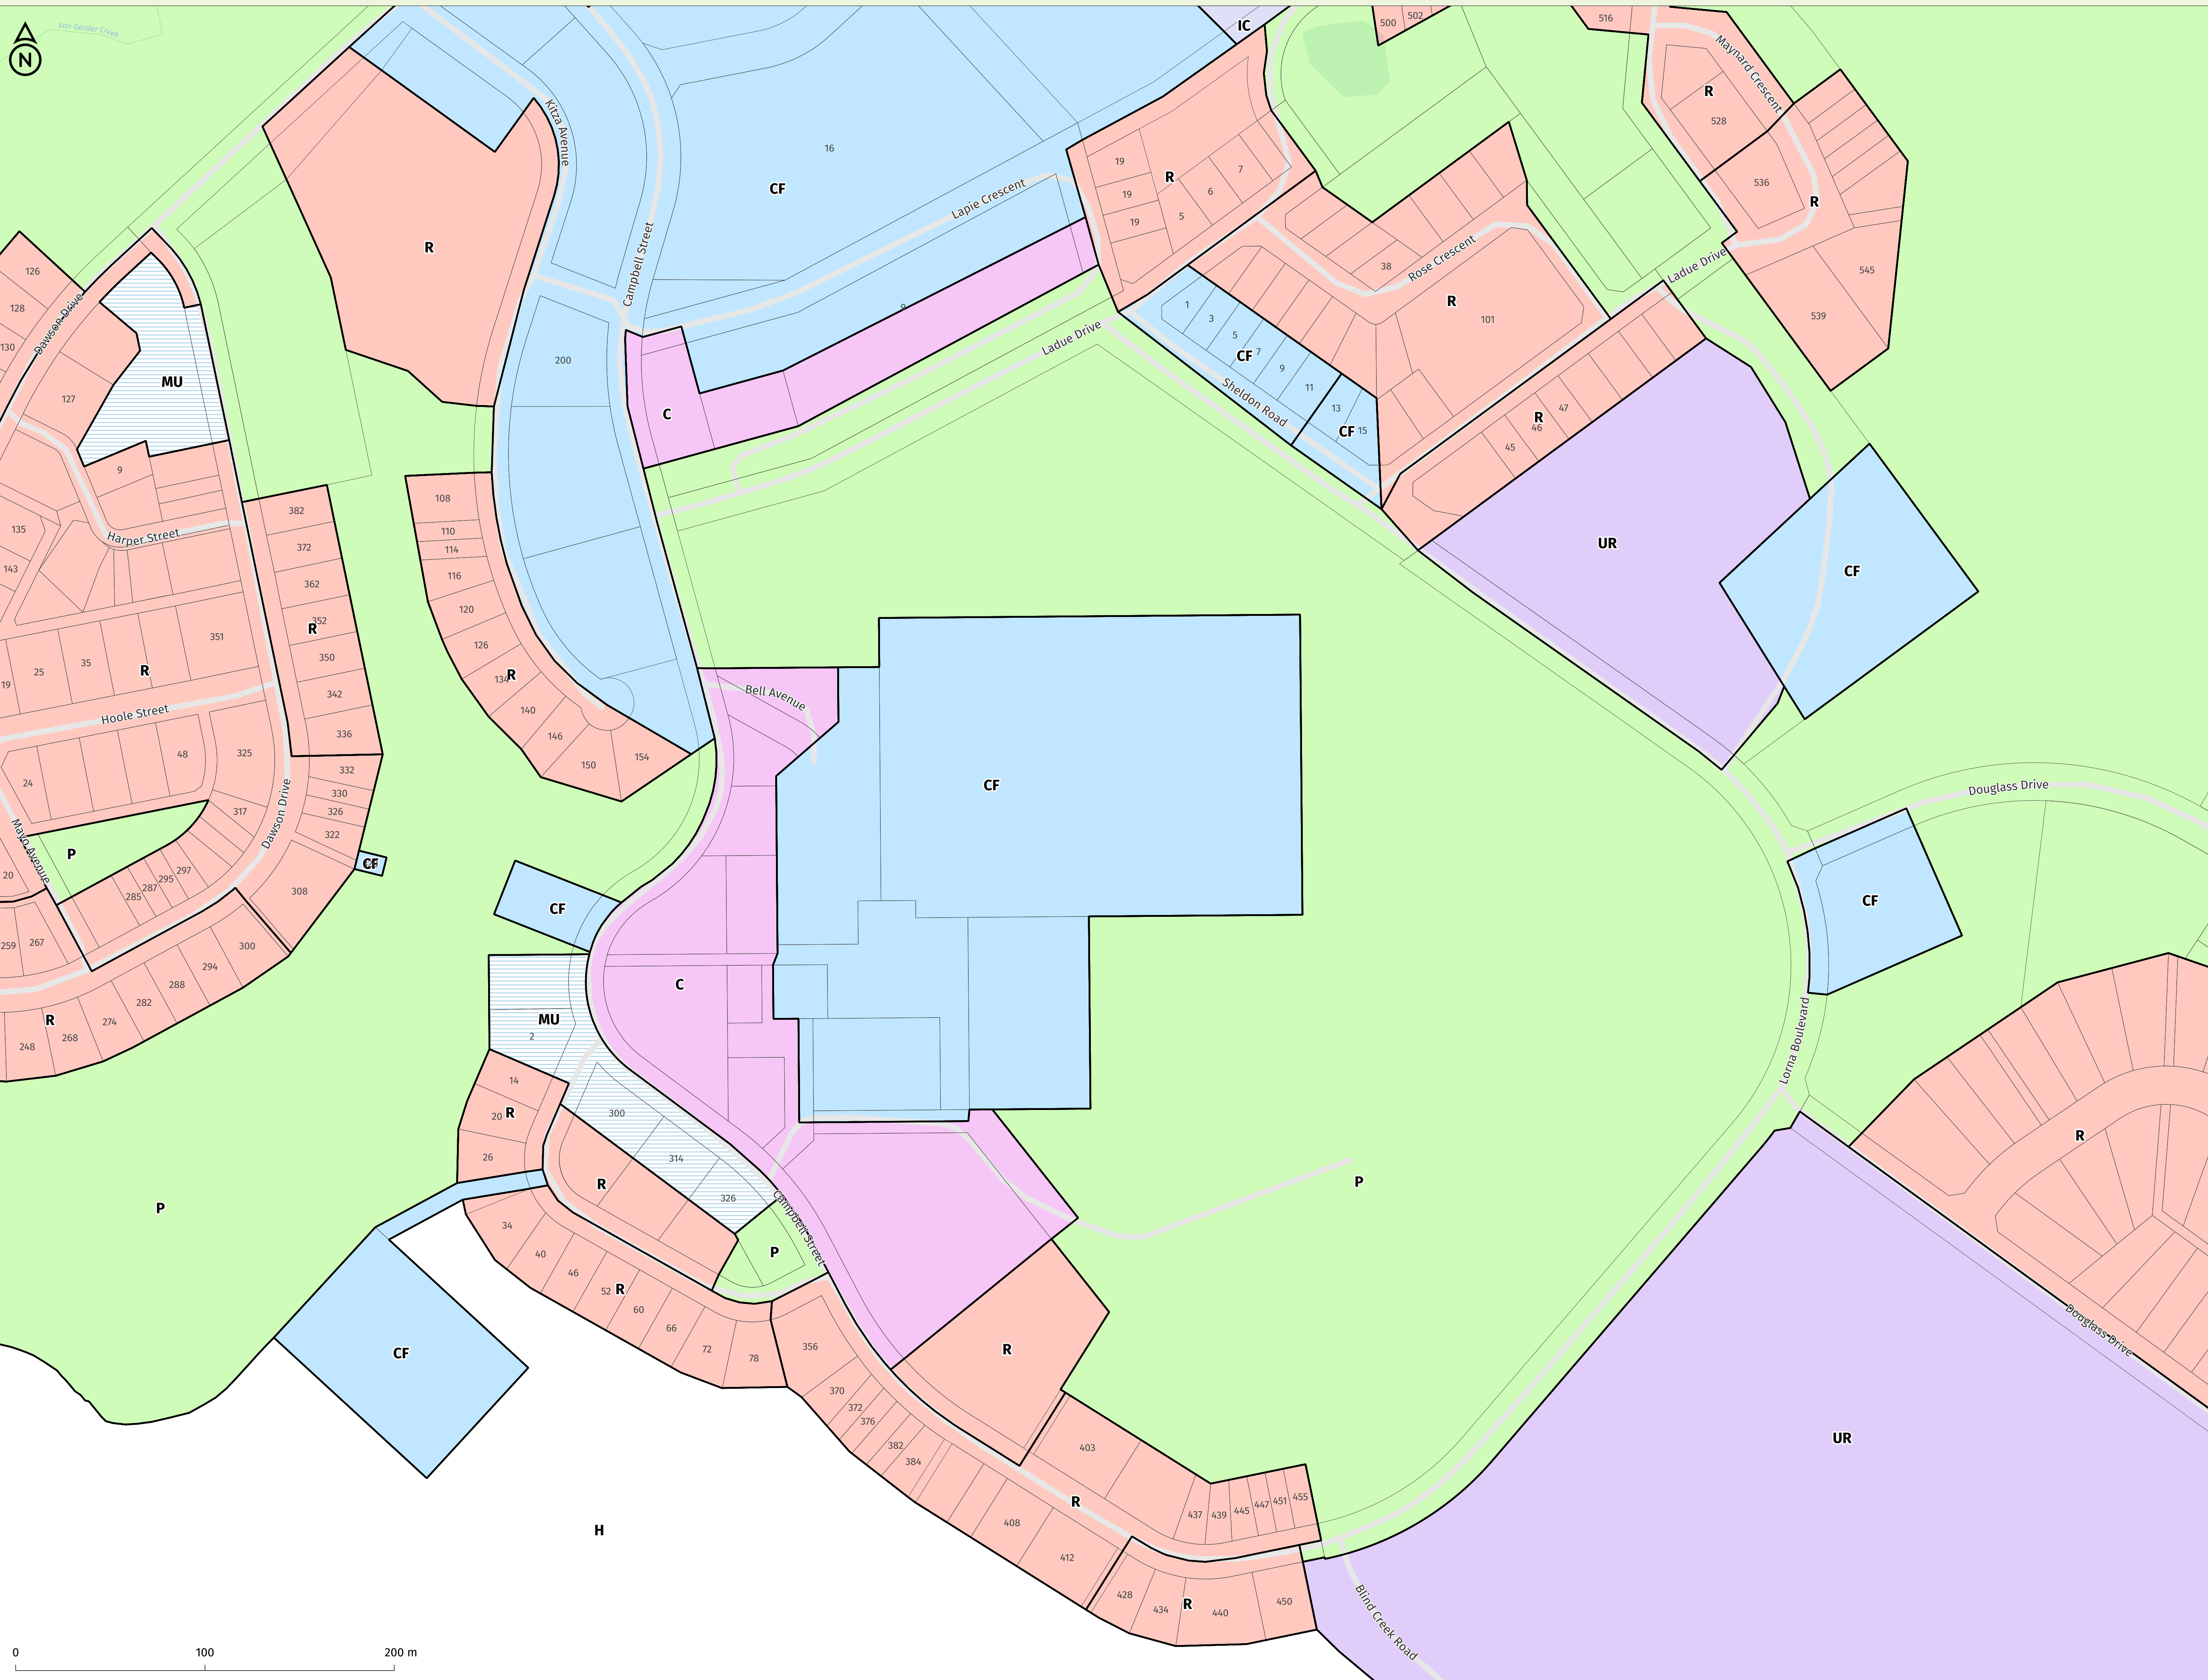 Van Gorder Creek
N
IC
500
502
516
Maynard Crescent
R
528
536
R
545
539
Kitza Avenue
16
CF
Campbell Street
Lapie Crescent
19
19
19
R
5
6
7
38
Rose Crescent
R
101
Ladue Drive
R
126
128
130
Dawson Drive
MU
127
9
200
C
Ladue Drive
1
3
5
7
9
11
CF
Sheldon Road
13
15
CF
R
45
46
47
UR
CF
135
143
Harper Street
382
372
362
352
R
350
342
336
108
110
114
116
120
126
134
R
140
146
150
154
351
35
25
19
R
Hoole Street
48
325
24
317
Dawson Drive
332
330
326
322
CF
308
Mayo Avenue
P
20
285
287
295
297
259
267
300
294
288
282
274
268
248
R
Bell Avenue
CF
CF
C
MU
2
14
20
R
26
300
314
326
R
Campbell Street
P
P
P
Douglass Drive
CF
Lorna Boulevard
R
Douglass Drive
UR
34
40
46
52
R
60
66
72
78
CF
356
370
372
376
382
384
R
403
R
437
439
445
447
451
455
408
412
428
434
R
440
450
H
Blind Creek Road
0
100
200 m